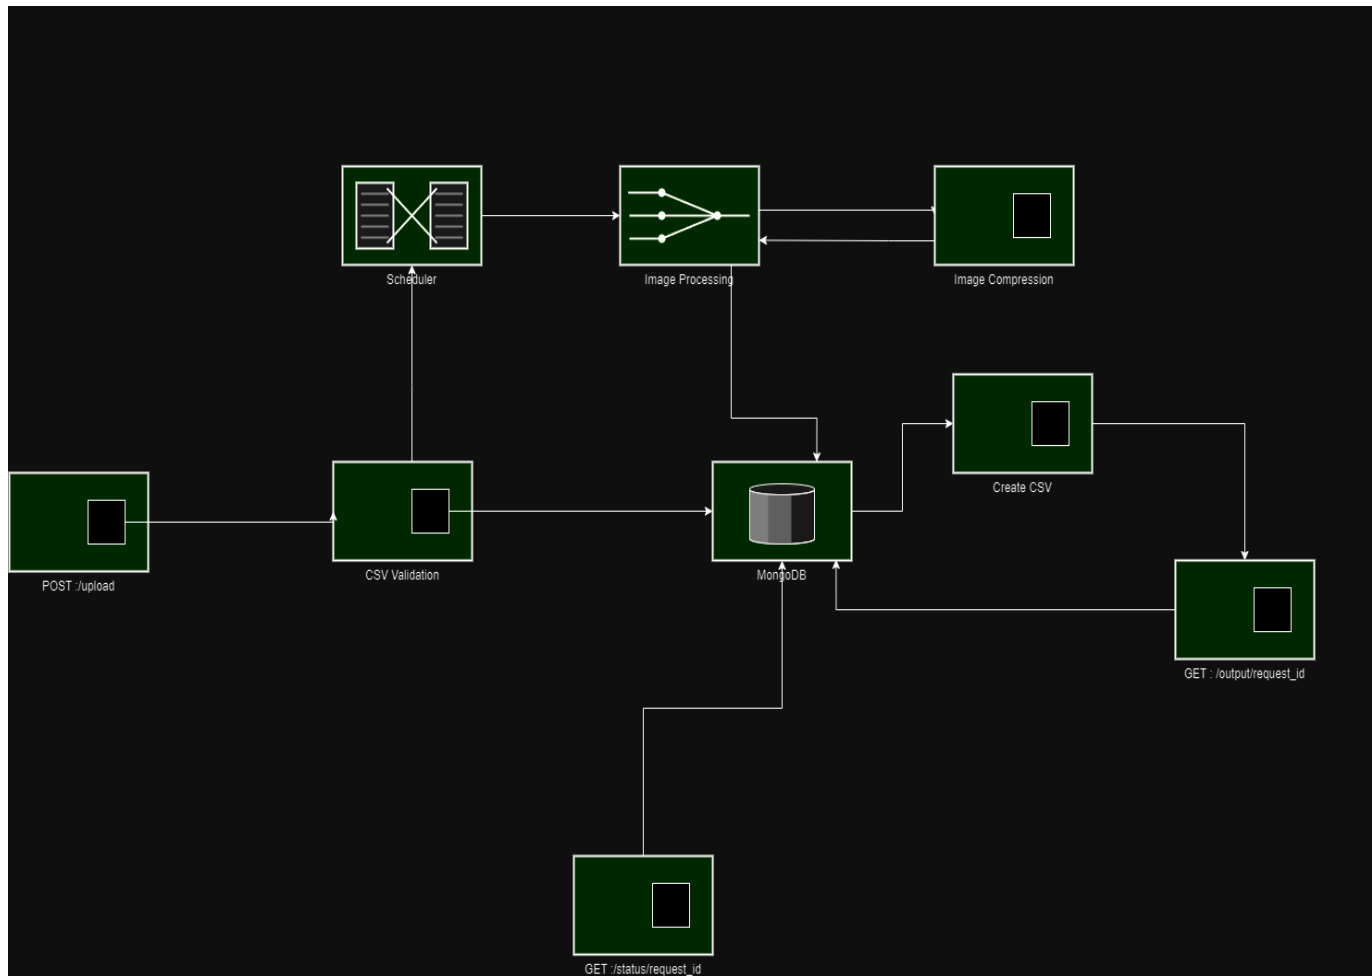 Scheduler
Image Processing
Image Compression
Create CSV
POST :/upload
CSV Validation
MongoDB
GET : /output/request_id
GET :/status/request_id